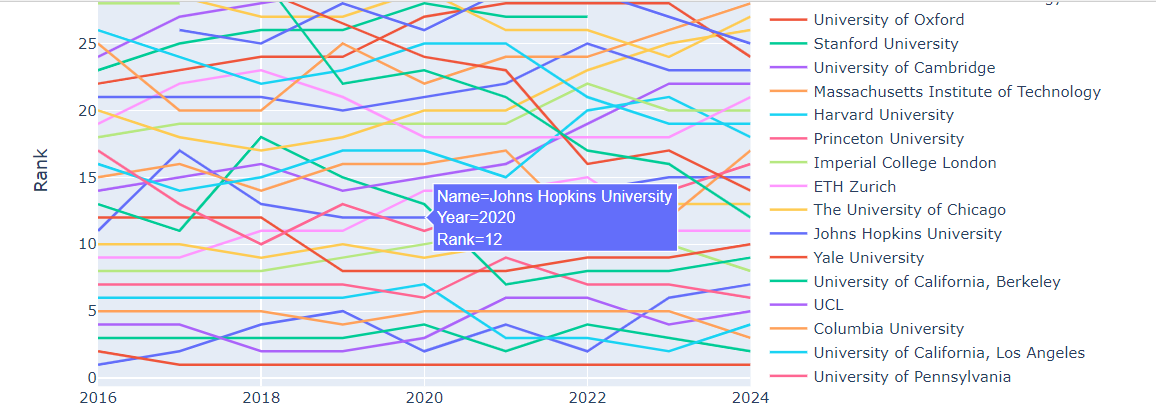 University of Oxford
Stanford University
University of Cambridge
Massachusetts Institute of Technology
Harvard University
Princeton University
Imperial College London
ETH Zurich
The University of Chicago
Johns Hopkins University
Yale University
University of California, Berkeley
UCL
Columbia University
University of California, Los Angeles
University of Pennsylvania
Rank
25
20
15
10
5
0
Name=Johns Hopkins University
Year=2020
Rank=12
2016 2018 2020 2022 2024